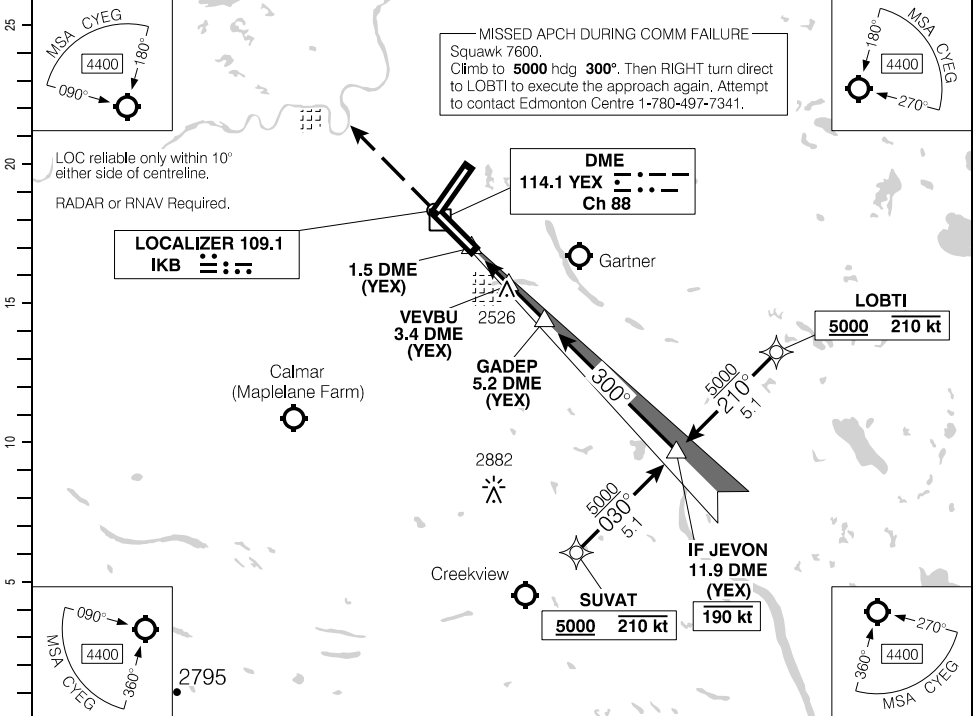 25
20
15
10
5
MSA CYEG
4400
180°
090°
MISSED APCH DURING COMM FAILURE
Squawk 7600.
Climb to 5000 hdg 300°. Then RIGHT turn direct
to LOBTI to execute the approach again. Attempt
to contact Edmonton Centre 1-780-497-7341.
MSA CYEG
180°
4400
270°
LOC reliable only within 10°
either side of centreline.
RADAR or RNAV Required.
DME
114.1 YEX
Ch 88
LOCALIZER 109.1
IKB
1.5 DME
(YEX)
Gartner
VEVBU
3.4 DME
(YEX)
2526
GADEP
5.2 DME
(YEX)
LOBTI
5000 210 kt
Calmar
(Maplelane Farm)
300°
5000
210°
5.1
2882
5000
030°
5.1
IF JEVON
11.9 DME
(YEX)
190 kt
Creekview
SUVAT
5000 210 kt
090°
4400
360°
MSA CYEG
2795
270°
4400
360°
MSA CYEG